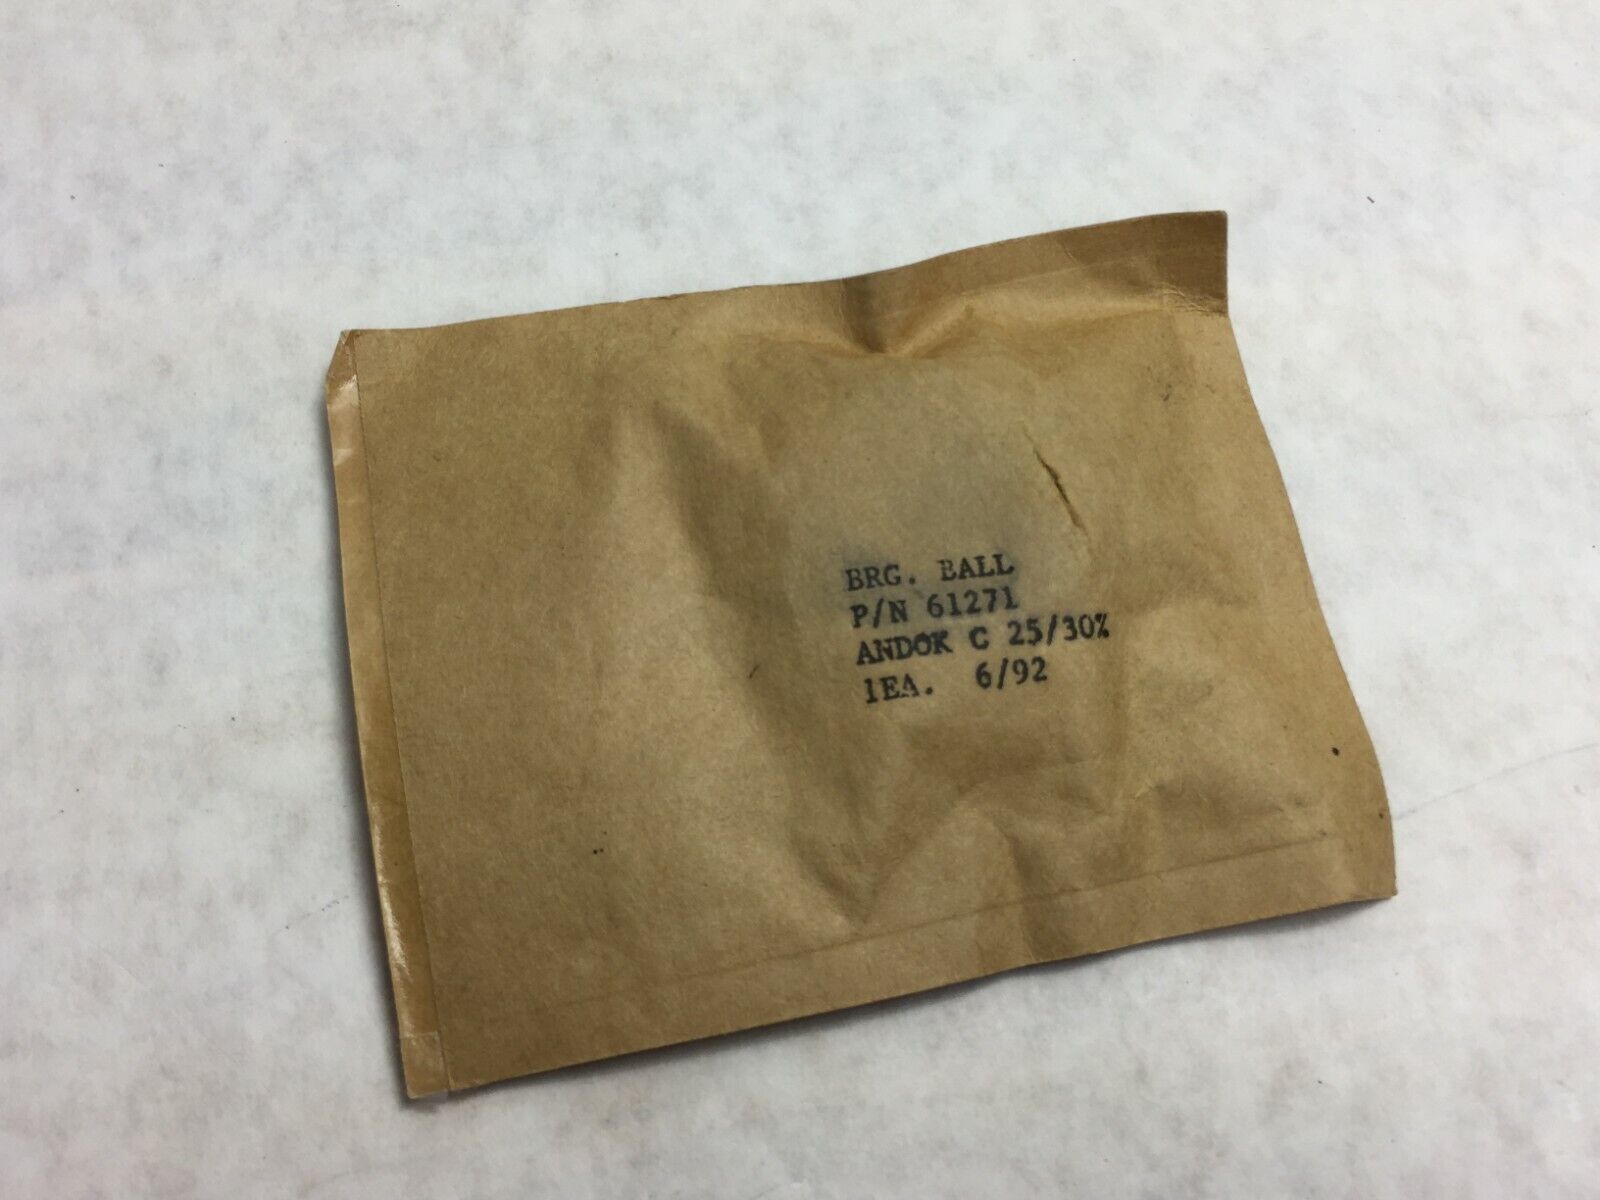 BRG. BALL
P/N 61271
ANDOK C 25/30%
1EA. 6/92